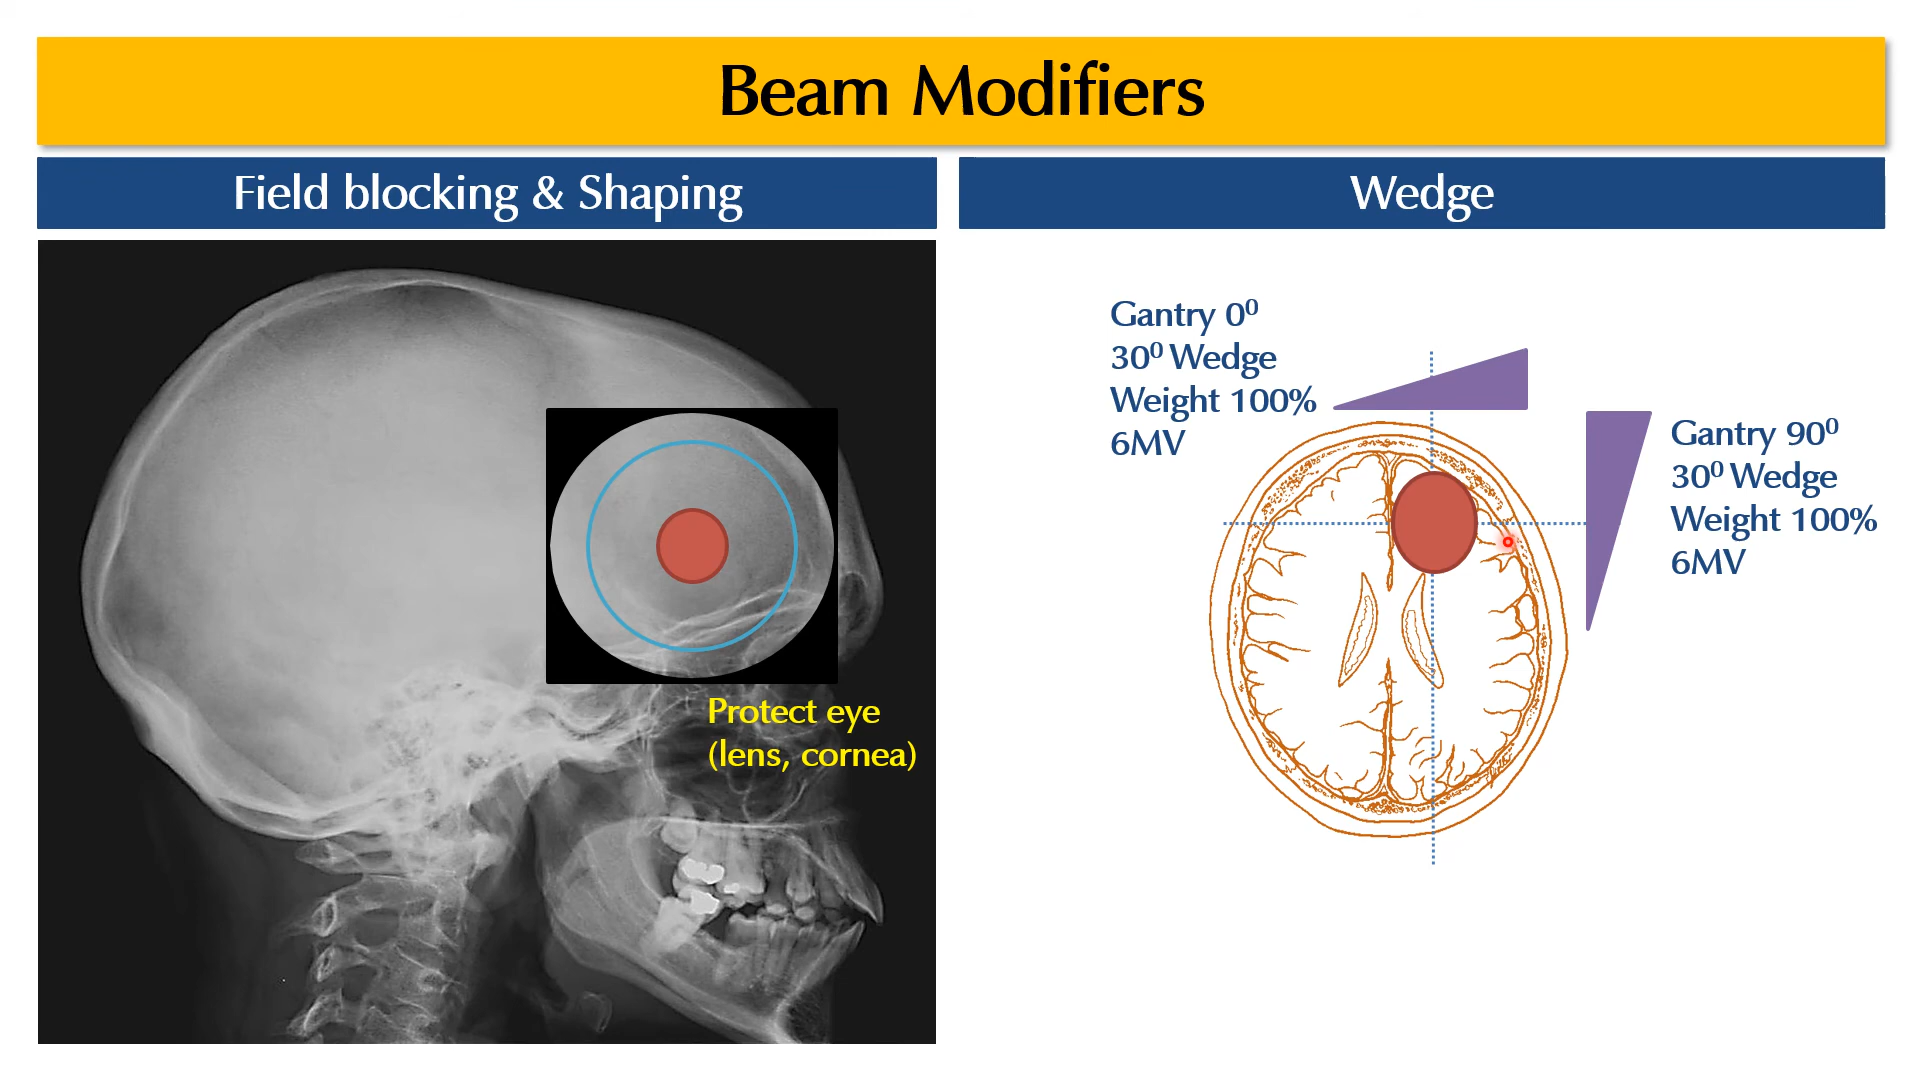 Beam Modifiers
Field blocking & Shaping
Protect eye
(lens, cornea)
Wedge
Gantry 0⁰
30⁰ Wedge
Weight 100%
6MV
Gantry 90⁰
30⁰ Wedge
Weight 100%
6MV